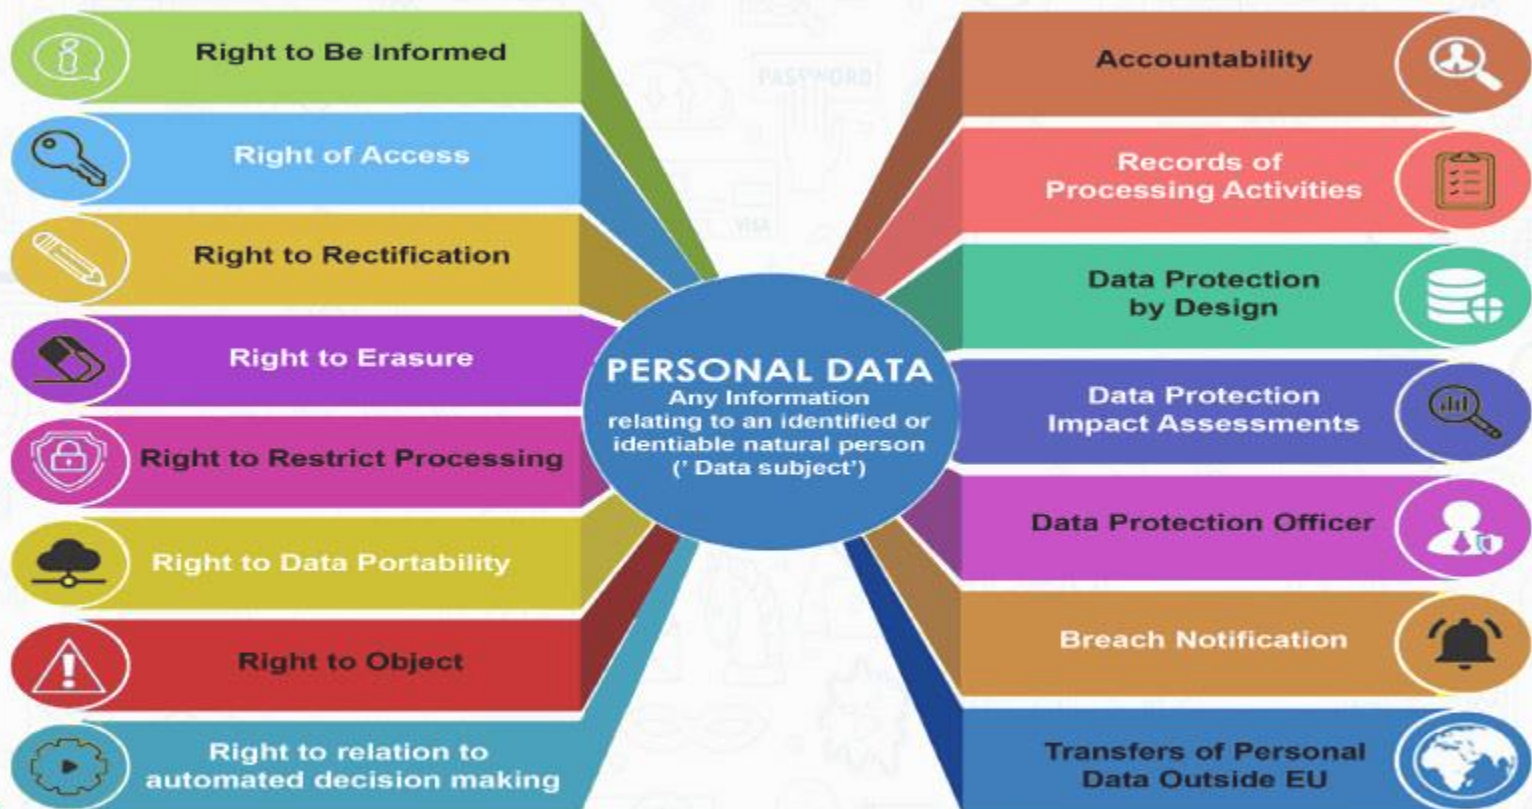 Right to Be Informed
Right of Access
Right to Rectification
Right to Erasure
Right to Restrict Processing
Right to Data Portability
Right to Object
Right to relation to
automated decision making
PERSONAL DATA
Any Information
relating to an identified or
identiable natural person
(’ Data subject’)
Accountability
Records of
Processing Activities
Data Protection
by Design
Data Protection
Impact Assessments
Data Protection Officer
Breach Notification
Transfers of Personal
Data Outside EU
PASSWORD
VISA